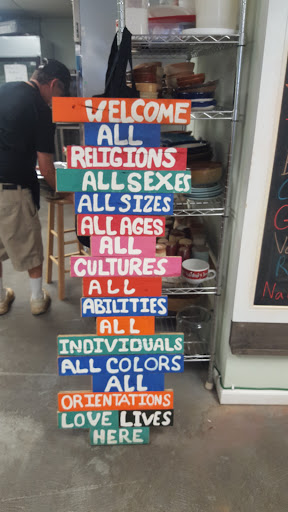 WELCOME
ALL
RELIGIONS
ALL SEXES
ALL SIZES
ALL AGES
ALL
CULTURES
ALL
ABILITIES
ALL
INDIVIDUALS
ALL COLORS
ALL
ORIENTATIONS
LOVE LIVES
HERE